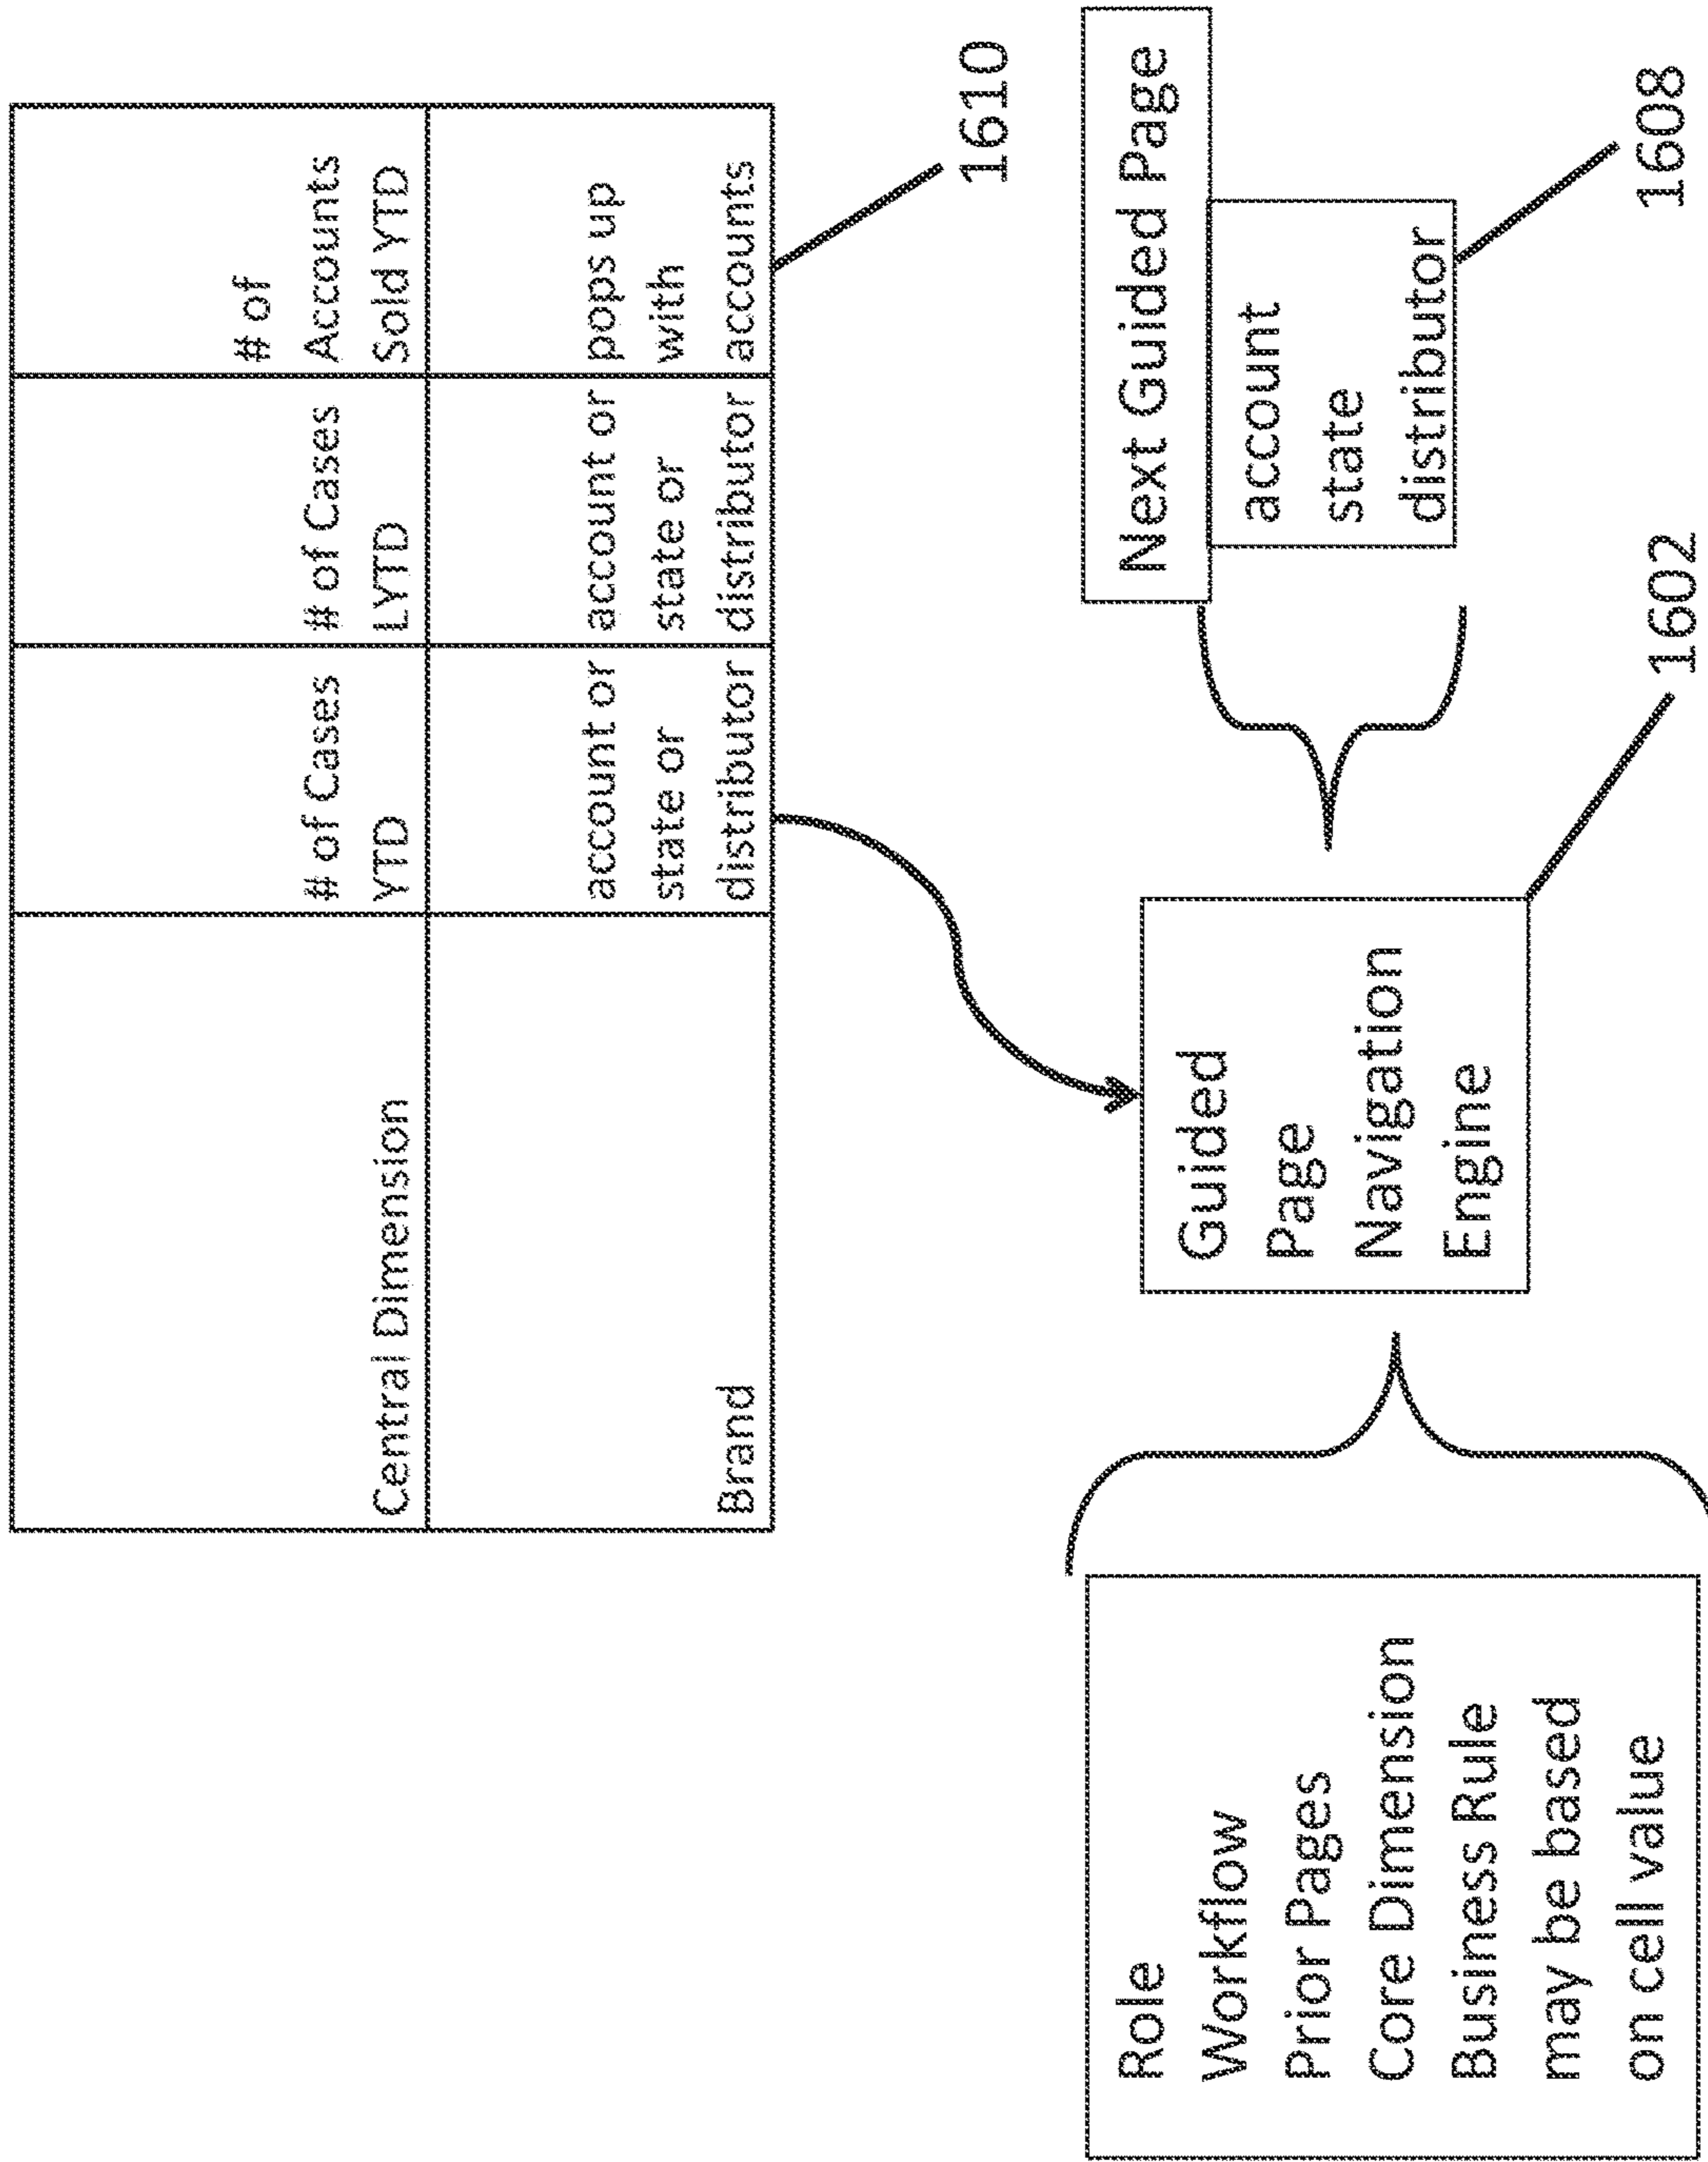 Central Dimension
# of Cases
YTD
# of Cases
LYTD
# of
Accounts
Sold YTD
Brand
account or
state or
distributor
account or
state or
distributor
pops up
with
accounts
1610
Role
Workflow
Prior Pages
Core Dimension
Business Rule
may be based
on cell value
Guided
Page
Navigation
Engine
1602
Next Guided Page
account
state
distributor
1608